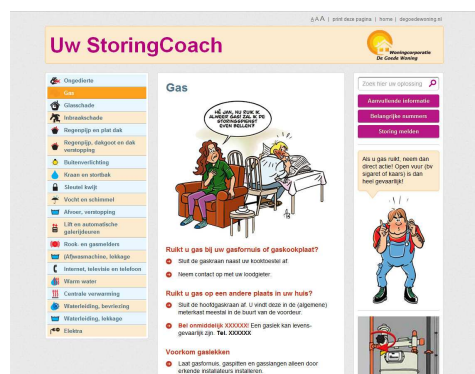 A A A | print deze pagina | home | degoedewoning.nl
Uw StoringCoach
Woningcorporatie
De Goede Woning
Ongedierte
Gas
Glasschade
Inbraakschade
Regenpijp en plat dak
Regenpijp, dakgoot en dak
verstopping
Buitenverlichting
Kraan en stortbak
Sleutel kwijt
Vocht en schimmel
Afvoer, verstopping
Lift en automatische
galerijdeuren
Rook- en gasmelders
(Af)wasmachine, lekkage
Internet, televisie en telefoon
Warm water
Centrale verwarming
Waterleiding, bevriezing
Waterleiding, lekkage
Elektra
Gas
HÉ JAN, NU RUIK IK
ALWEER GAS! ZAL IK DE
STORINGSDIENST
EVEN BELLEN?
Ruikt u gas bij uw gasfornuis of gaskookplaat?
Sluit de gaskraan naast uw kooktoestel af.
Neem contact op met uw loodgieter.
Ruikt u gas op een andere plaats in uw huis?
Sluit de hoofdgaskraan af. U vindt deze in de (algemene)
meterkast meestal in de buurt van de voordeur.
Bel onmiddelijk XXXXXX! Een gaslek kan levens-
gevaarlijk zijn. Tel. XXXXXX
Voorkom gaslekken
Laat gasfornuis, gaspitten en gasslangen alleen door
erkende installateurs installeren.
Zoek hier uw oplossing
Aanvullende informatie
Belangrijke nummers
Storing melden
Als u gas ruikt, neem dan
direct actie! Open vuur (bv
sigaret of kaars) is dan
heel gevaarlijk!